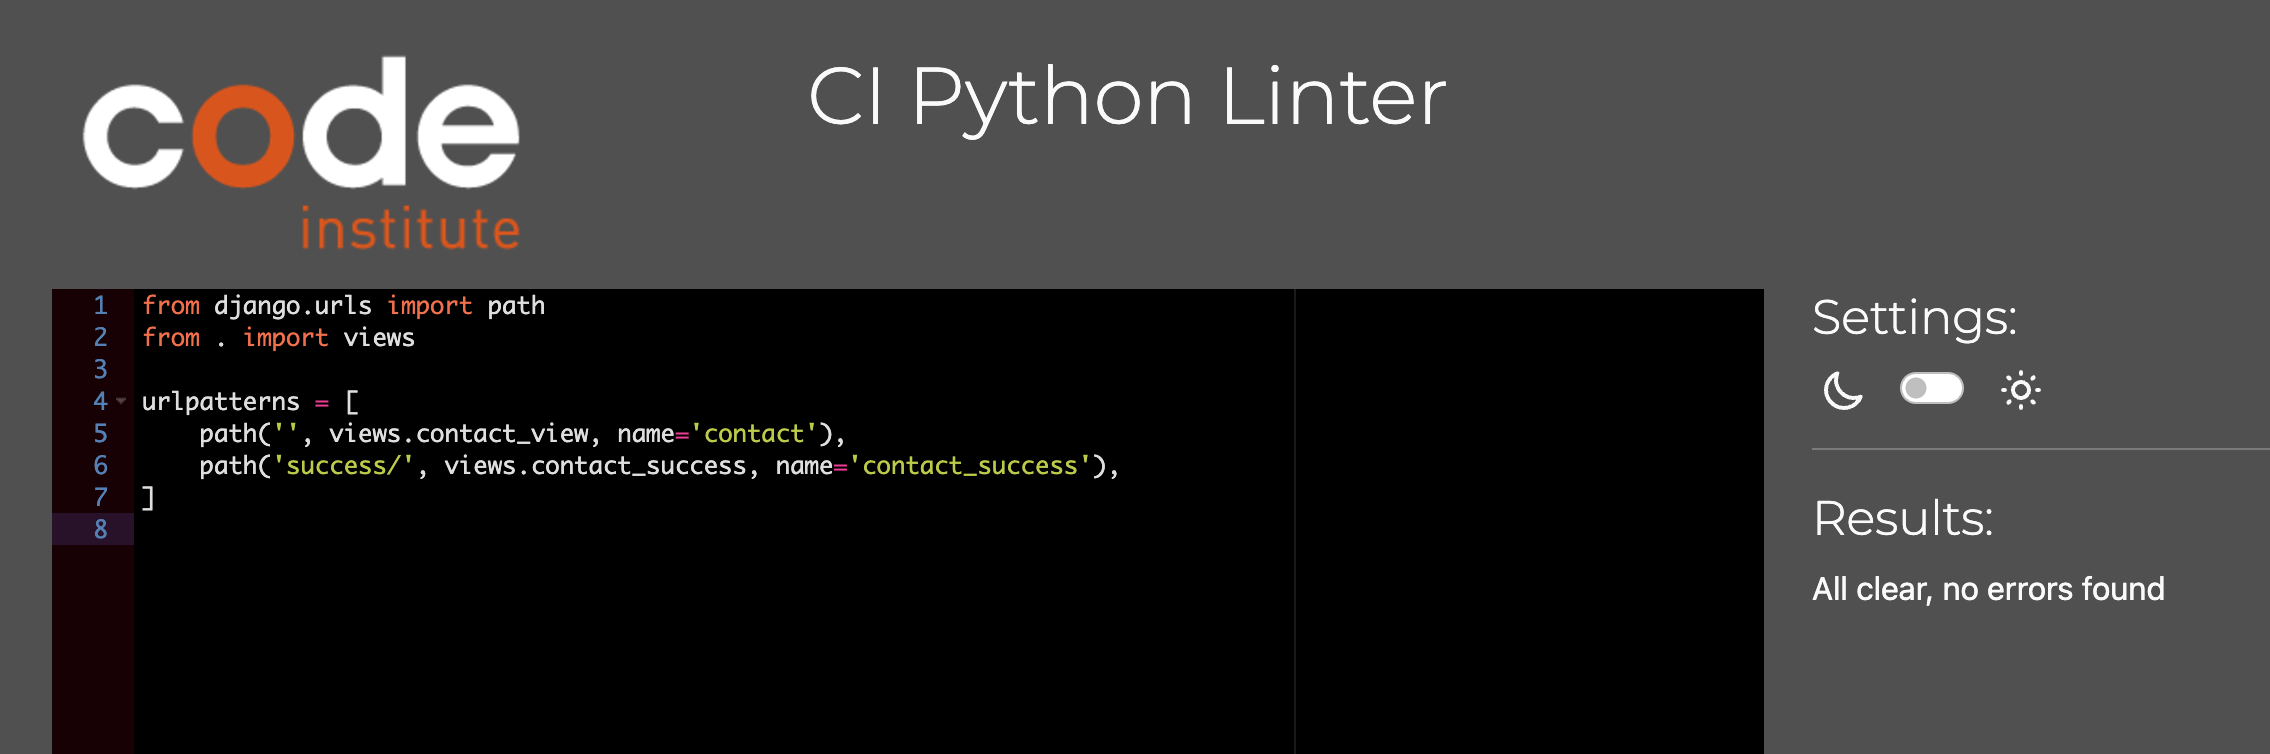 code
institute
CI Python Linter
1 from django.urls import path
2 from . import views
3
4 urlpatterns = [
5     path('', views.contact_view, name='contact'),
6     path('success/', views.contact_success, name='contact_success'),
7 ]
8
Settings:
Results:
All clear, no errors found